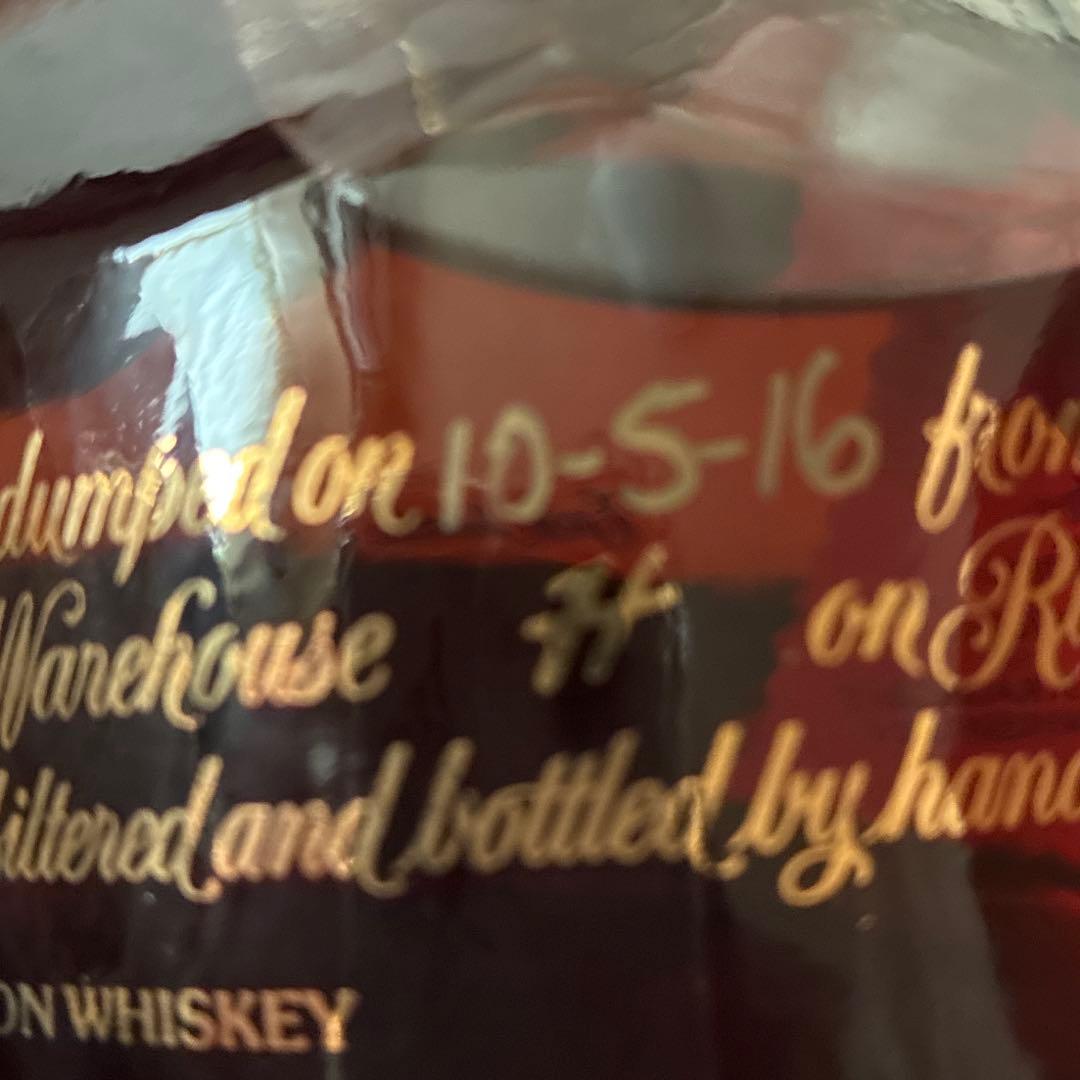 dumped on 10-5-16 from
Warehouse H on R
filtered and bottled by hand
ON WHISKEY